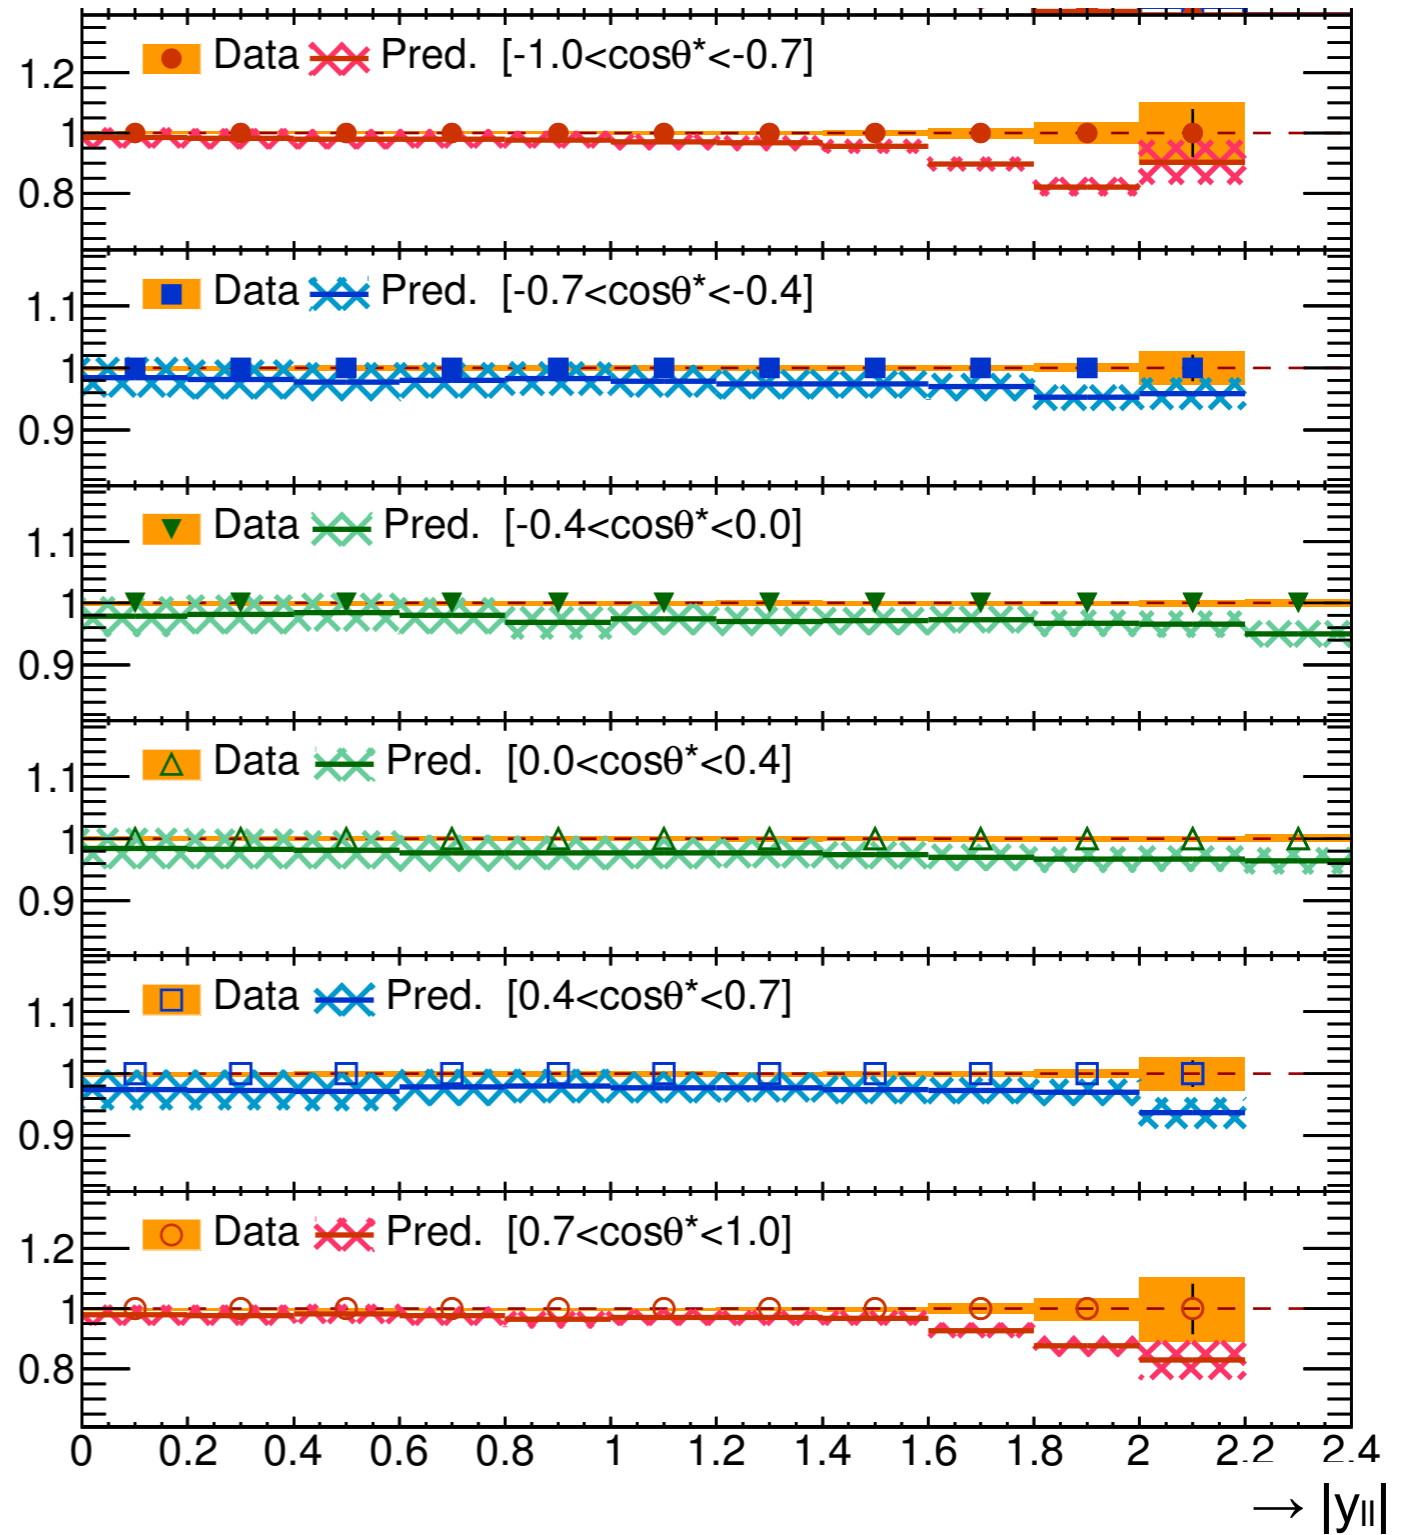 Data Pred. [-1.0<cosθ*<-0.7]
1.2
1
0.8
Data Pred. [-0.7<cosθ*<-0.4]
1.1
1
0.9
Data Pred. [-0.4<cosθ*<0.0]
1.1
1
0.9
Data Pred. [0.0<cosθ*<0.4]
1.1
1
0.9
Data Pred. [0.4<cosθ*<0.7]
1.1
1
0.9
Data Pred. [0.7<cosθ*<1.0]
1.2
1
0.8
0 0.2 0.4 0.6 0.8 1 1.2 1.4 1.6 1.8 2 2.2 2.4
→ |yll|